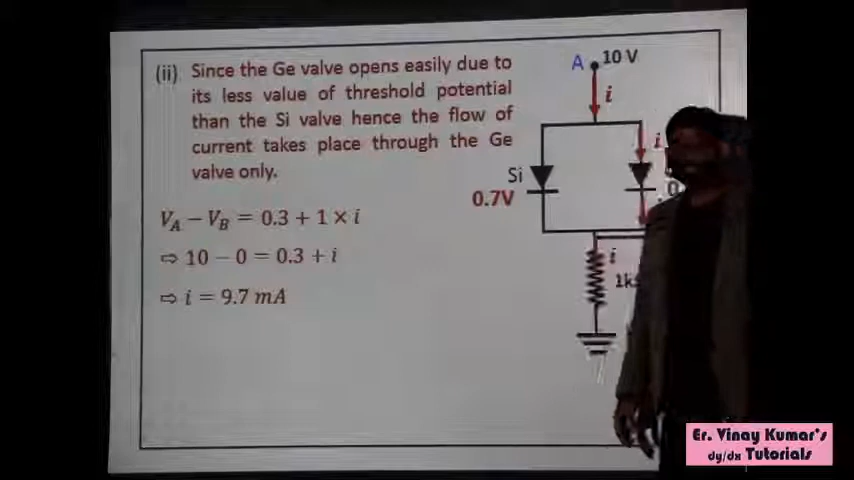 (ii) Since the Ge valve opens easily due to
its less value of threshold potential
than the Si valve hence the flow of
current takes place through the Ge
valve only.
V_A − V_B = 0.3 + 1 × i
⇨ 10 − 0 = 0.3 + i
⇨ i = 9.7 mA
A 10 V
i
i
Si
0.7V
i
Er. Vinay Kumar's
dy/dx Tutorials